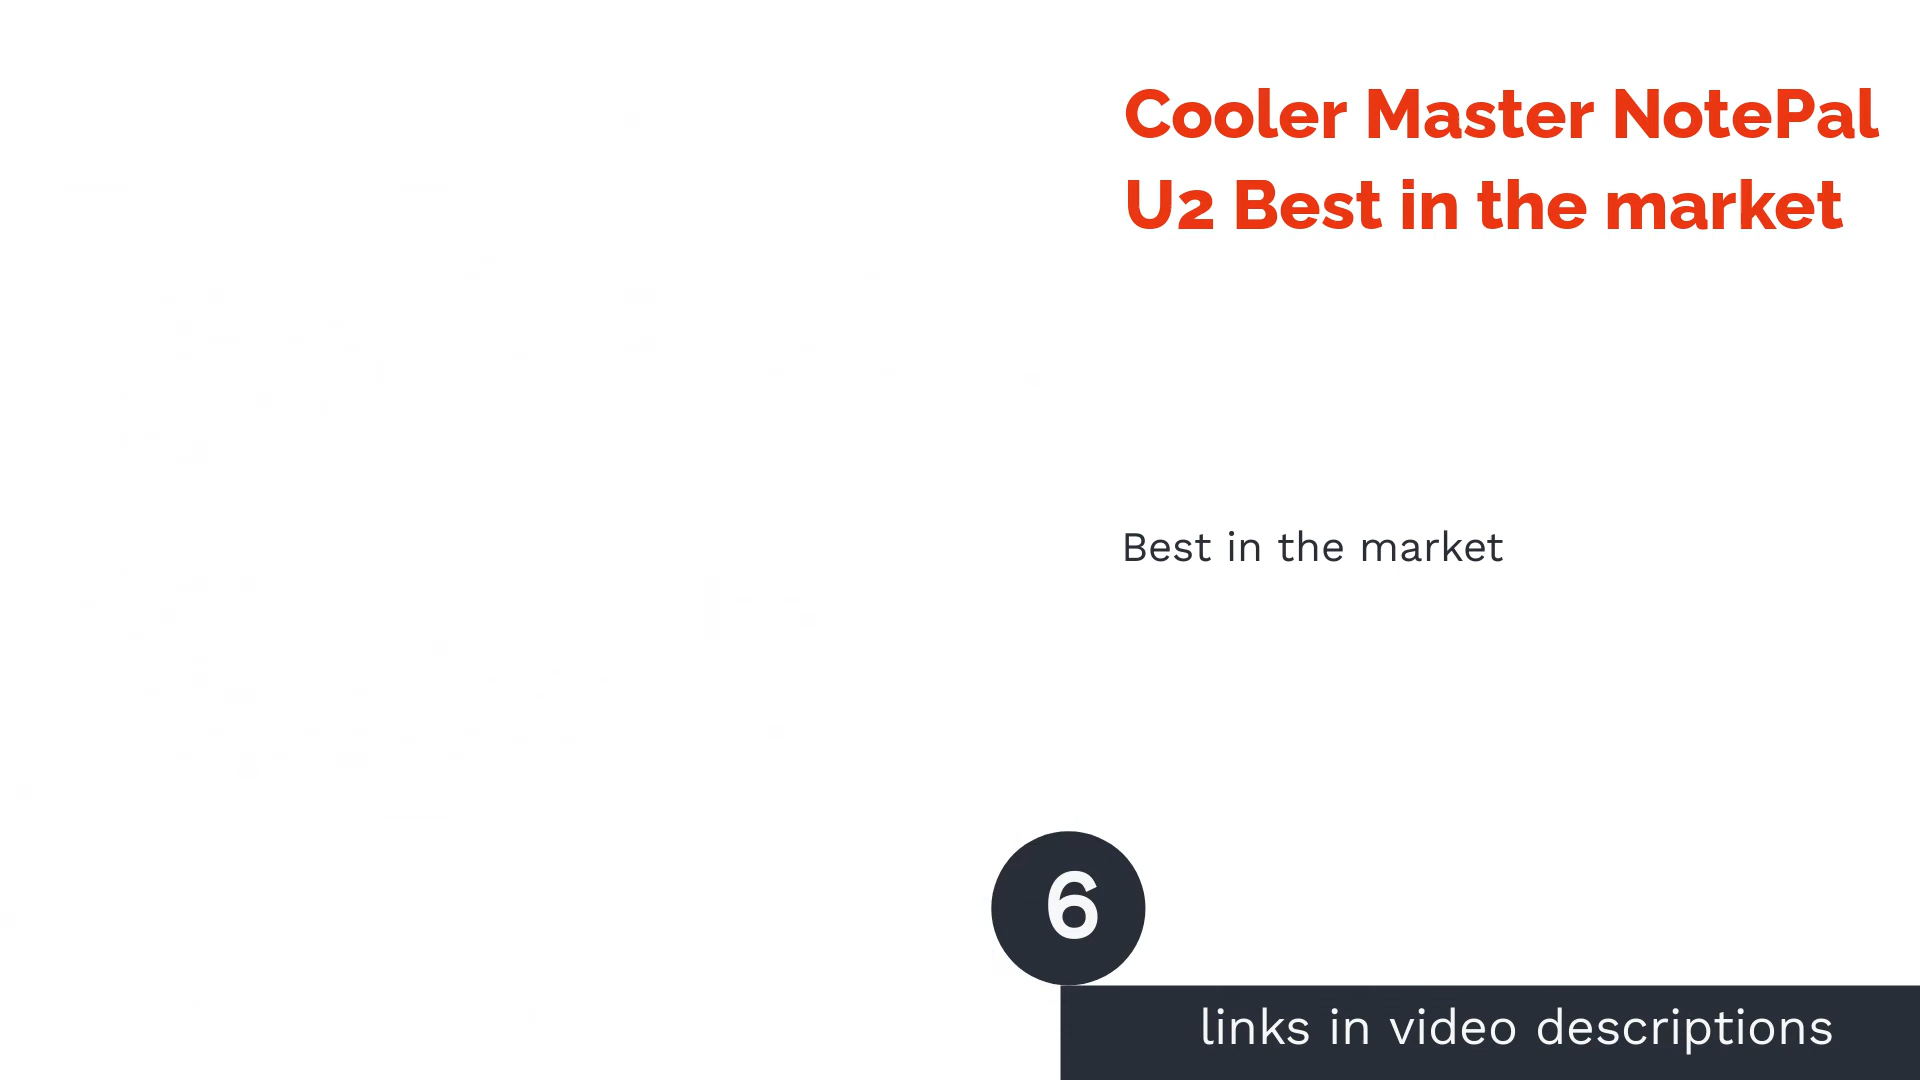 Cooler Master NotePal
U2 Best in the market
Best in the market
6
links in video descriptions